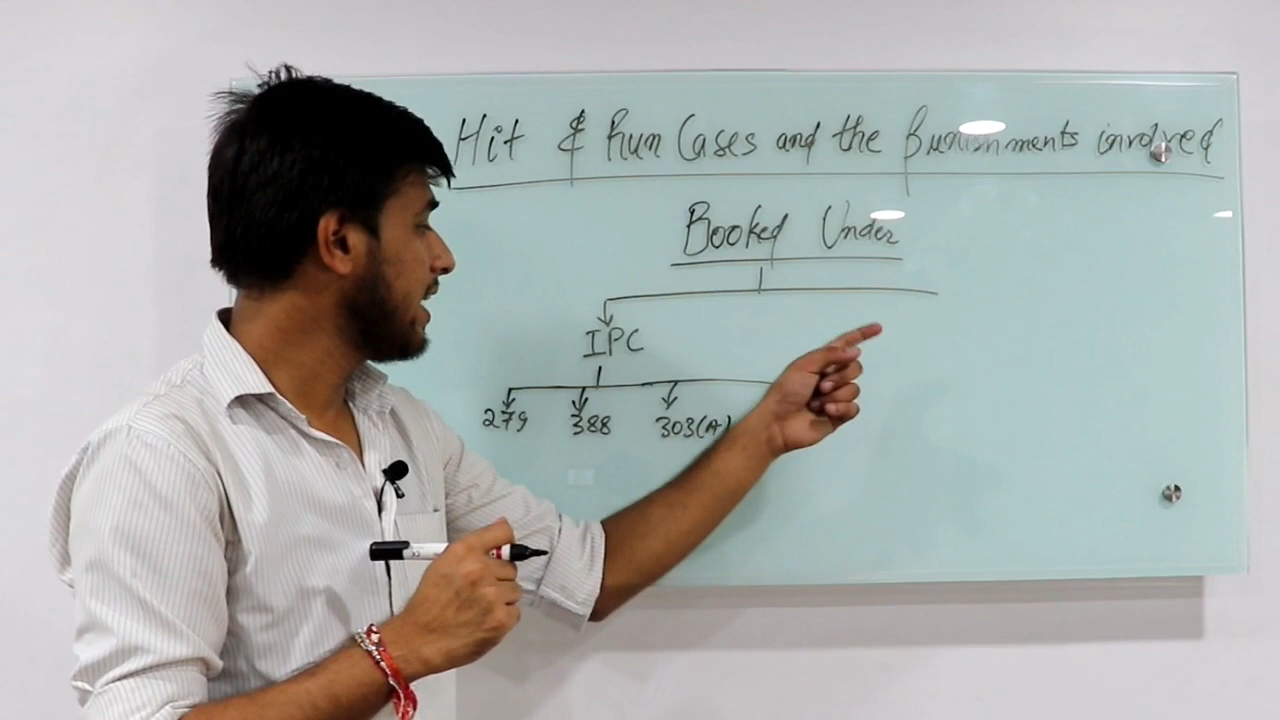 Hit & Run Cases and the Punishments involved
Booked Under
IPC
279 388 303(A)